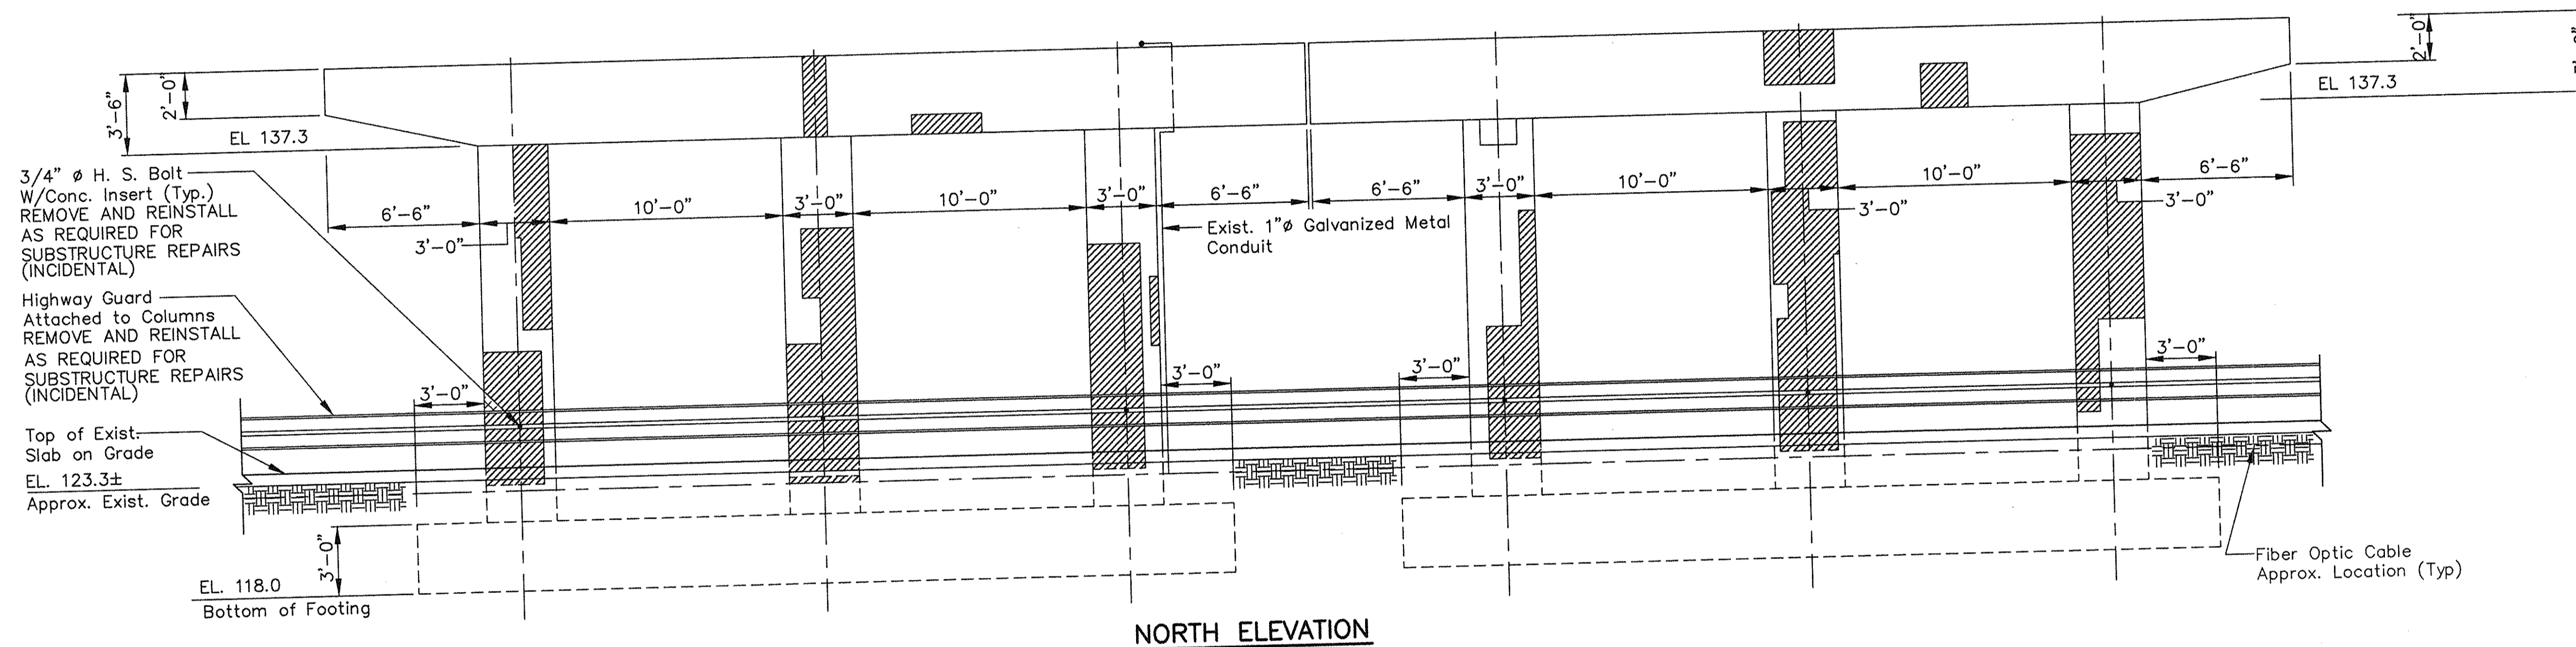 2'-0"
3'-6"
2'-0"
EL 137.3
EL 137.3
3/4" ø H. S. Bolt
W/Conc. Insert (Typ.)
REMOVE AND REINSTALL
AS REQUIRED FOR
SUBSTRUCTURE REPAIRS
(INCIDENTAL)
6'-6"
3'-0"
10'-0"
3'-0"
10'-0"
3'-0"
6'-6"
6'-6"
3'-0"
10'-0"
3'-0"
10'-0"
3'-0"
6'-6"
Exist. 1"ø Galvanized Metal
Conduit
Highway Guard
Attached to Columns
REMOVE AND REINSTALL
AS REQUIRED FOR
SUBSTRUCTURE REPAIRS
(INCIDENTAL)
3'-0"
3'-0"
3'-0"
3'-0"
Top of Exist.
Slab on Grade
EL. 123.3±
Approx. Exist. Grade
3'-0"
EL. 118.0
Bottom of Footing
Fiber Optic Cable
Approx. Location (Typ)
NORTH ELEVATION